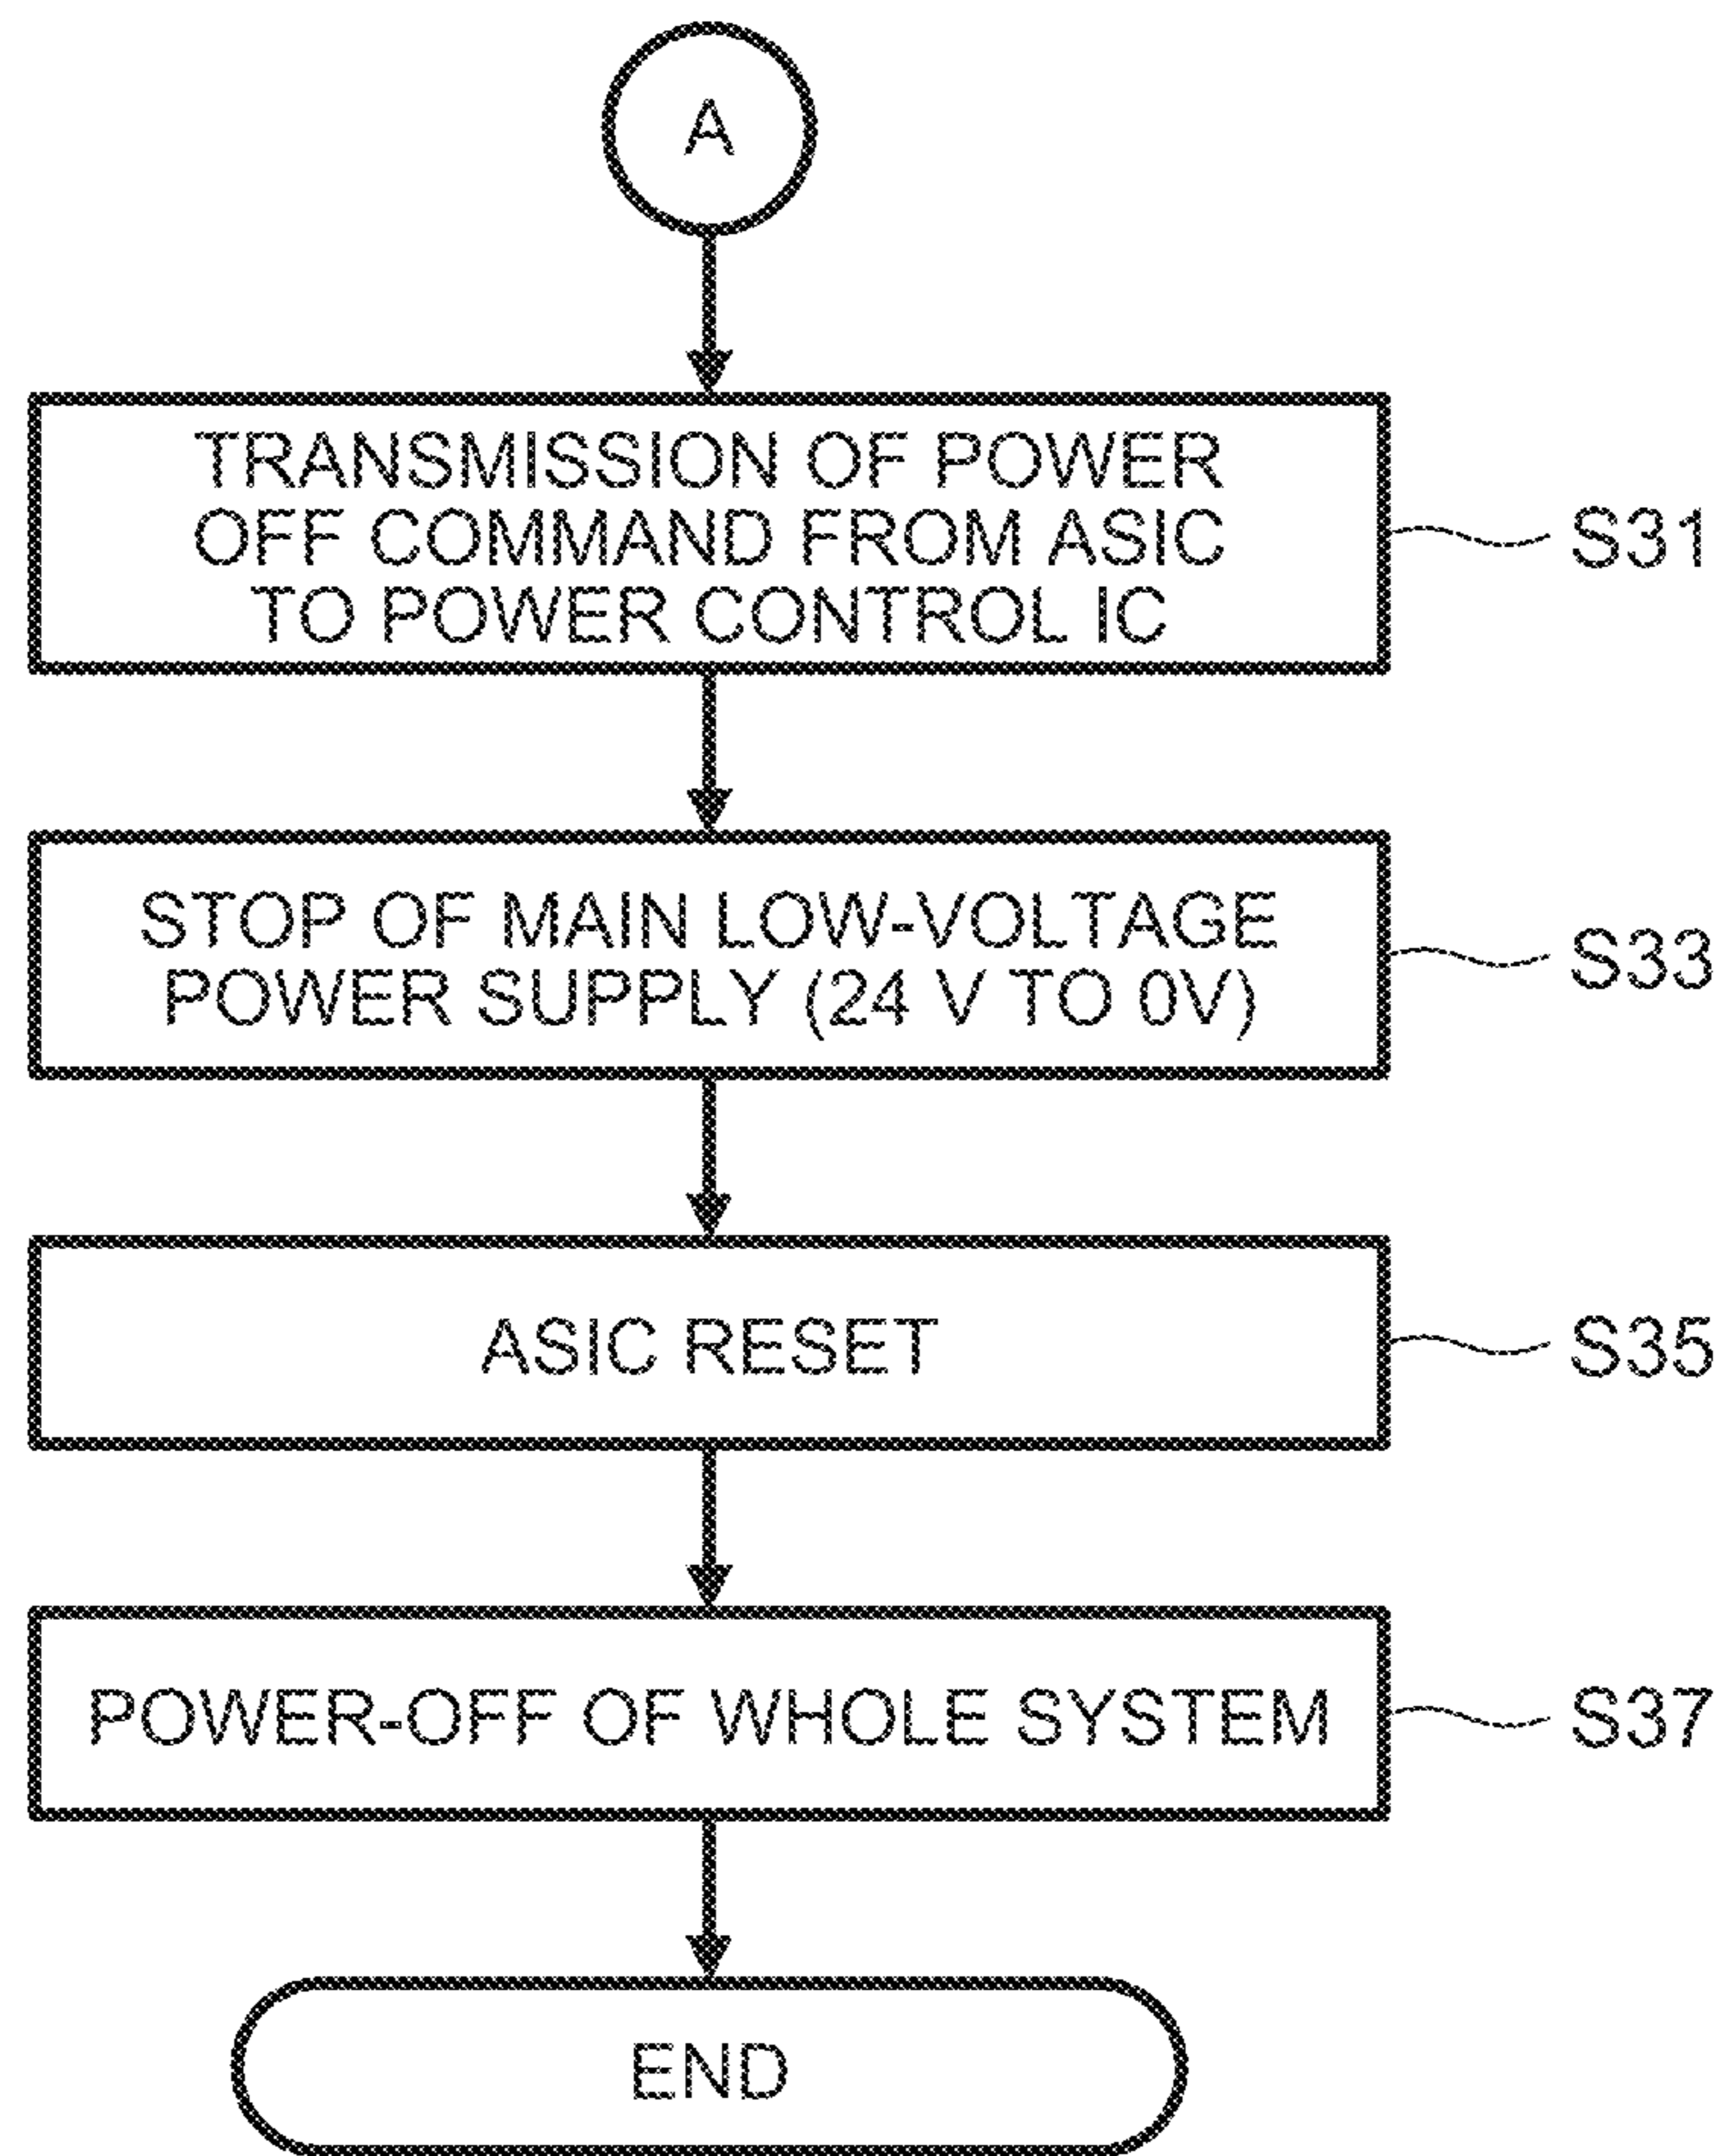 A
TRANSMISSION OF POWER
OFF COMMAND FROM ASIC
TO POWER CONTROL IC
S31
STOP OF MAIN LOW-VOLTAGE
POWER SUPPLY (24 V TO 0V)
S33
ASIC RESET
S35
POWER-OFF OF WHOLE SYSTEM
S37
END